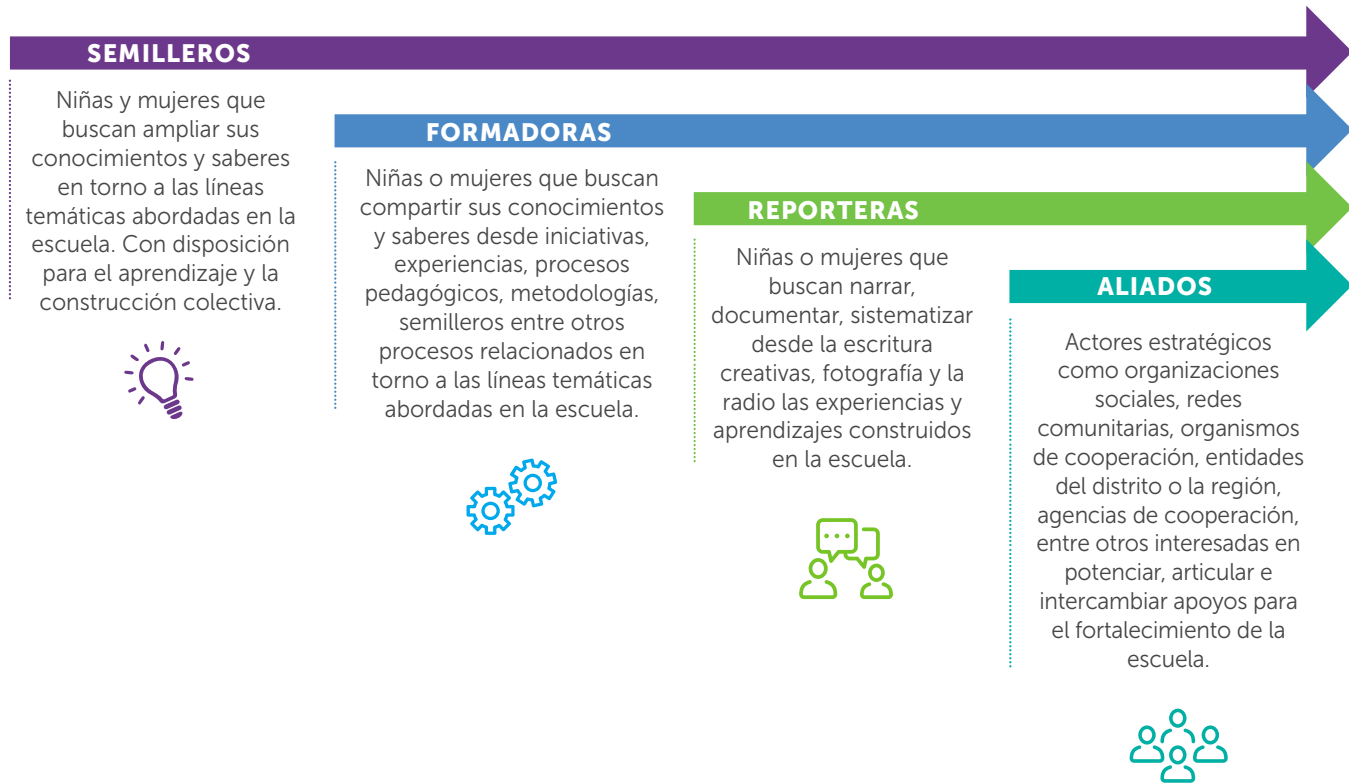 SEMILLEROS
Niñas y mujeres que
buscan ampliar sus
conocimientos y saberes
en torno a las líneas
temáticas abordadas en la
escuela. Con disposición
para el aprendizaje y la
construcción colectiva.
FORMADORAS
Niñas o mujeres que buscan
compartir sus conocimientos
y saberes desde iniciativas,
experiencias, procesos
pedagógicos, metodologías,
semilleros entre otros
procesos relacionados en
torno a las líneas temáticas
abordadas en la escuela.
REPORTERAS
Niñas o mujeres que
buscan narrar,
documentar, sistematizar
desde la escritura
creativas, fotografía y la
radio las experiencias y
aprendizajes construidos
en la escuela.
ALIADOS
Actores estratégicos
como organizaciones
sociales, redes
comunitarias, organismos
de cooperación, entidades
del distrito o la región,
agencias de cooperación,
entre otros interesadas en
potenciar, articular e
intercambiar apoyos para
el fortalecimiento de la
escuela.